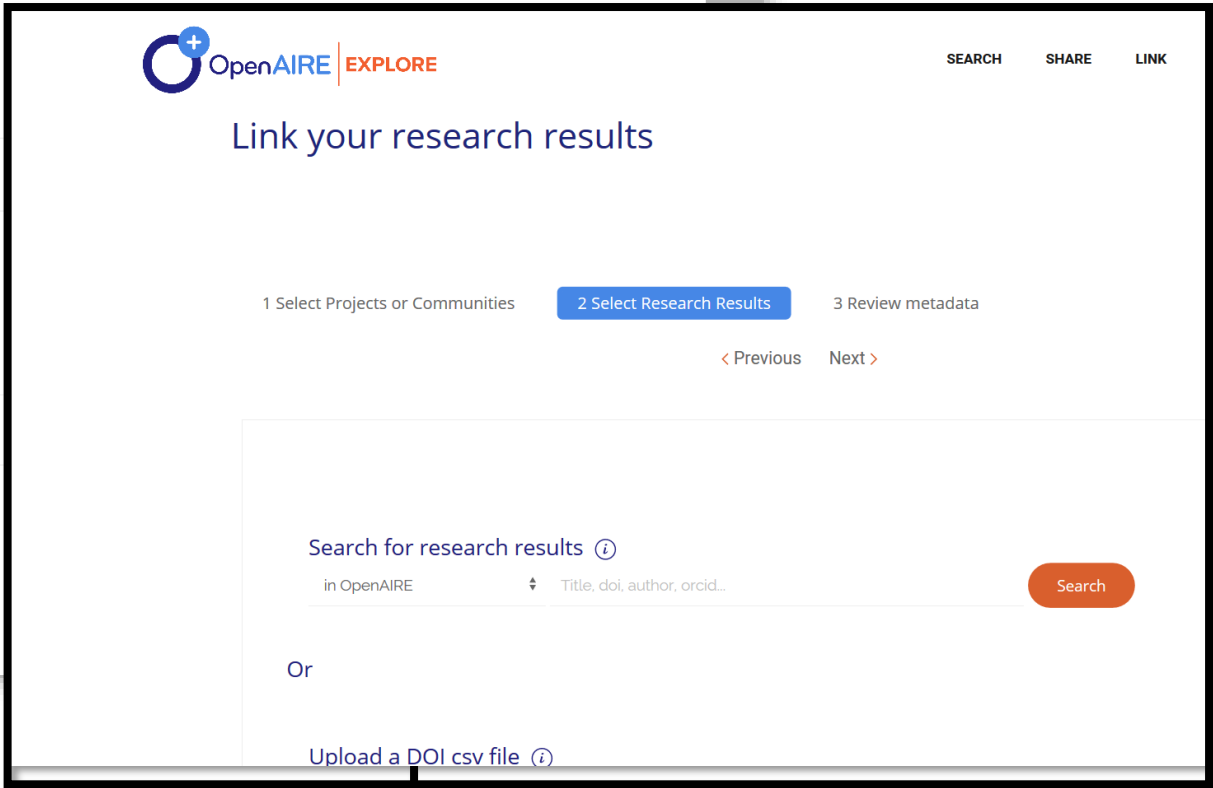 OpenAIRE EXPLORE
SEARCH SHARE LINK
Link your research results
1 Select Projects or Communities 2 Select Research Results 3 Review metadata
< Previous Next >
Search for research results
in OpenAIRE Title, doi, author, orcid... Search
Or
Upload a DOI csv file